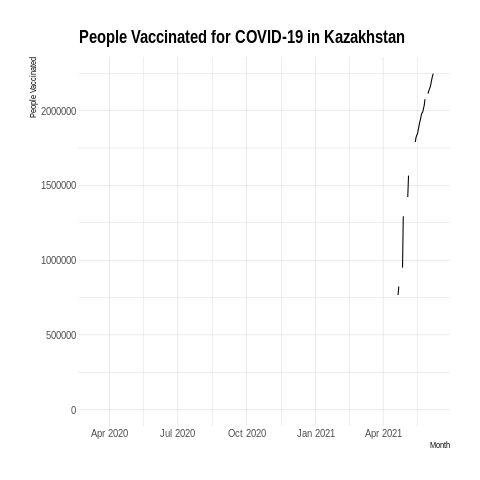 People Vaccinated for COVID-19 in Kazakhstan
People Vaccinated
2000000
1500000
1000000
500000
0
Apr 2020 Jul 2020 Oct 2020 Jan 2021 Apr 2021
Month